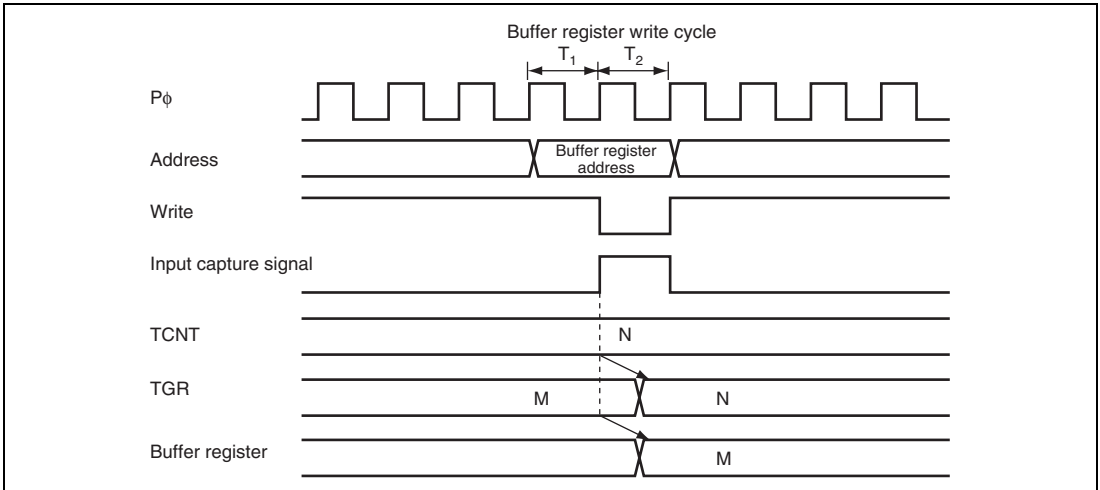 Buffer register write cycle
T1 T2
Pϕ
Address
Buffer register
address
Write
Input capture signal
TCNT
N
TGR
M N
Buffer register
M